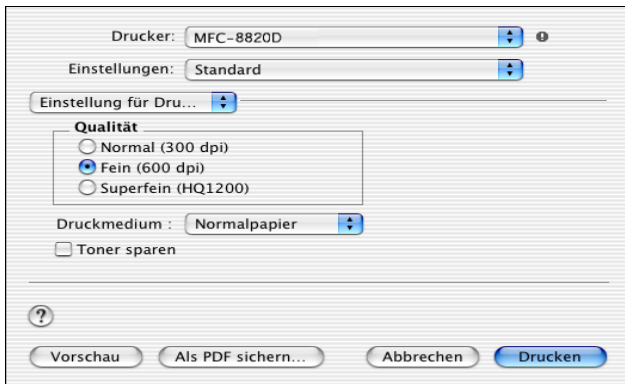 Drucker: MFC-8820D
Einstellungen: Standard
Einstellung für Dru...
Qualität
Normal (300 dpi)
Fein (600 dpi)
Superfein (HQ1200)
Druckmedium : Normalpapier
Toner sparen
?
Vorschau Als PDF sichern... Abbrechen Drucken